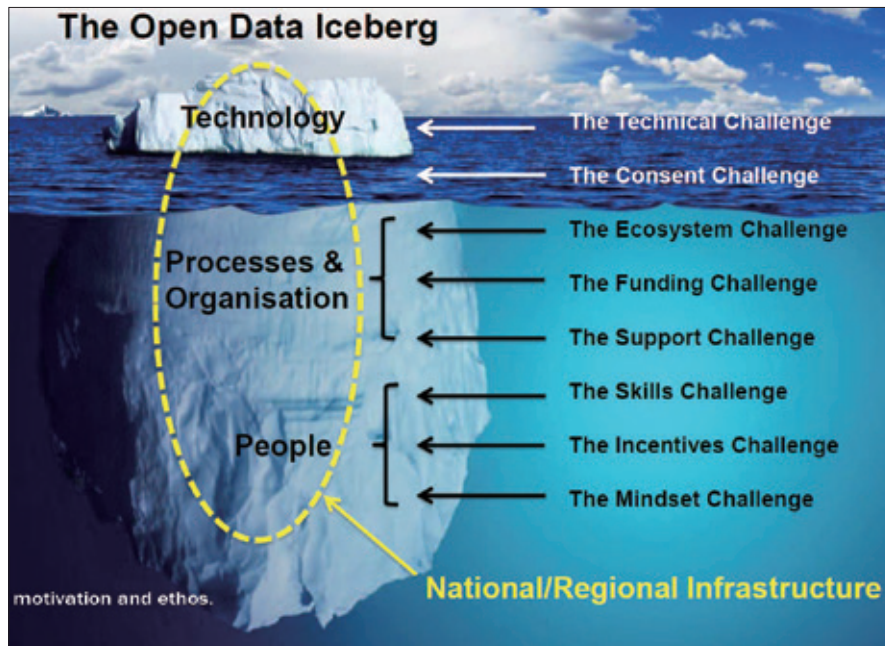 The Open Data Iceberg
Technology
The Technical Challenge
The Consent Challenge
Processes &
Organisation
The Ecosystem Challenge
The Funding Challenge
The Support Challenge
People
The Skills Challenge
The Incentives Challenge
The Mindset Challenge
National/Regional Infrastructure
motivation and ethos.